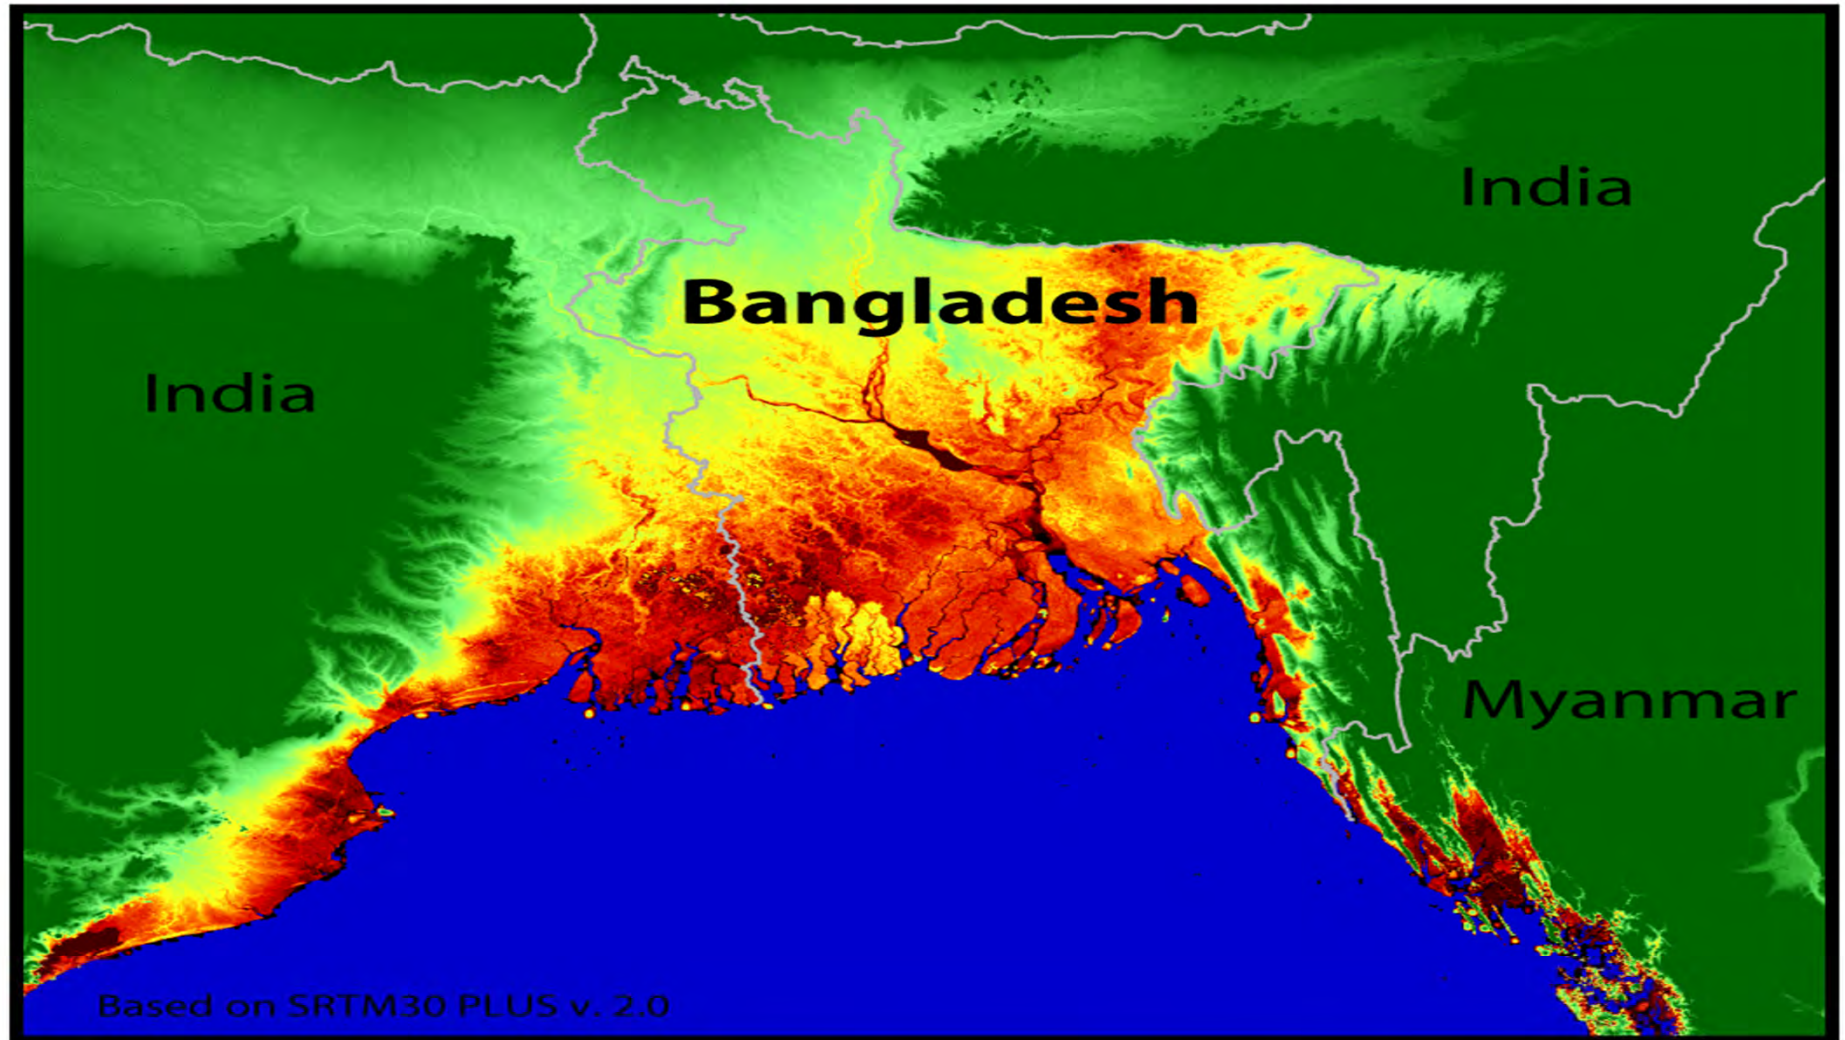 India
Bangladesh
India
Myanmar
Based on SRTM30 PLUS v. 2.0